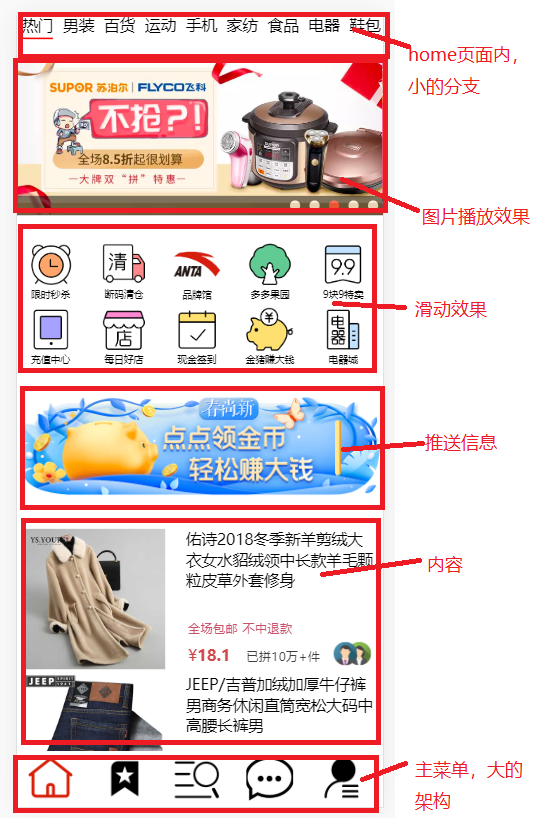 热门 男装 百货 运动 手机 家纺 食品 电器 鞋包
home页面内，
小的分支
SUPOR 苏泊尔 | FLYCO飞科
不抢?!
全场8.5折起很划算
大牌双“拼”特惠
图片播放效果
清
ANTA
9.9
限时秒杀 断码清仓 品牌馆 多多果园 9块9特卖
滑动效果
店
¥
电器
充值中心 每日好店 现金签到 金猪赚大钱 电器城
春尚新
点点领金币
轻松赚大钱
推送信息
YS.YOURS
佑诗2018冬季新羊剪绒大
衣女水貂绒领中长款羊毛颗
粒皮草外套修身
内容
全场包邮 不中退款
¥18.1 已拼10万+件
JEEP SPIRIT
JEEP/吉普加绒加厚牛仔裤
男商务休闲直筒宽松大码中
高腰长裤男
主菜单，大的
架构